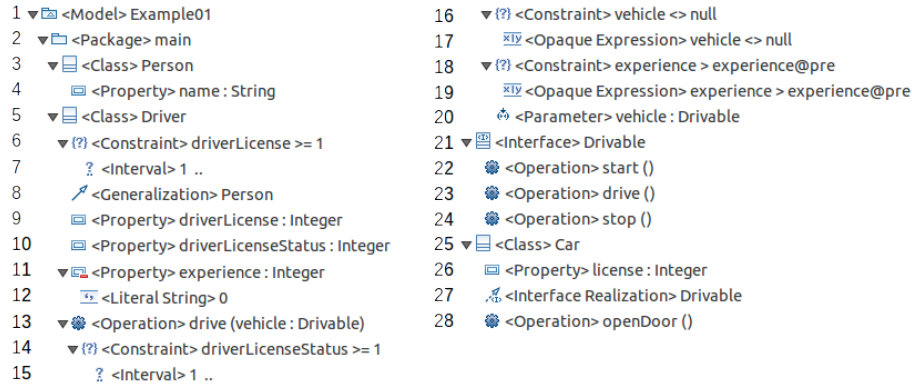 1 <Model> Example01
2 <Package> main
3 <Class> Person
4 <Property> name : String
5 <Class> Driver
6 {?} <Constraint> driverLicense >= 1
7 ? <Interval> 1 ..
8 <Generalization> Person
9 <Property> driverLicense : Integer
10 <Property> driverLicenseStatus : Integer
11 <Property> experience : Integer
12 <Literal String> 0
13 <Operation> drive (vehicle : Drivable)
14 {?} <Constraint> driverLicenseStatus >= 1
15 ? <Interval> 1 ..
16 {?} <Constraint> vehicle <> null
17 x|y <Opaque Expression> vehicle <> null
18 {?} <Constraint> experience > experience@pre
19 x|y <Opaque Expression> experience > experience@pre
20 <Parameter> vehicle : Drivable
21 <Interface> Drivable
22 <Operation> start ()
23 <Operation> drive ()
24 <Operation> stop ()
25 <Class> Car
26 <Property> license : Integer
27 <Interface Realization> Drivable
28 <Operation> openDoor ()